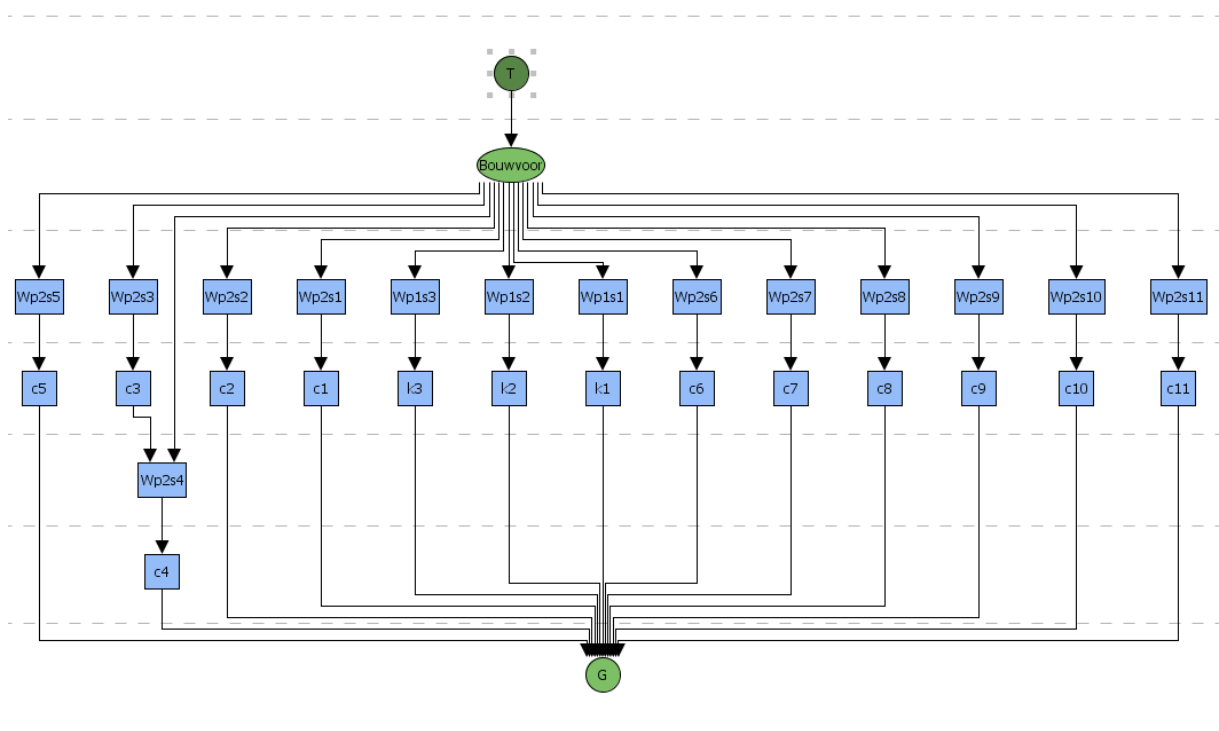 T
Bouwvoor
Wp2s5 Wp2s3 Wp2s2 Wp2s1 Wp1s3 Wp1s2 Wp1s1 Wp2s6 Wp2s7 Wp2s8 Wp2s9 Wp2s10 Wp2s11
c5 c3 c2 c1 k3 k2 k1 c6 c7 c8 c9 c10 c11
Wp2s4
c4
G